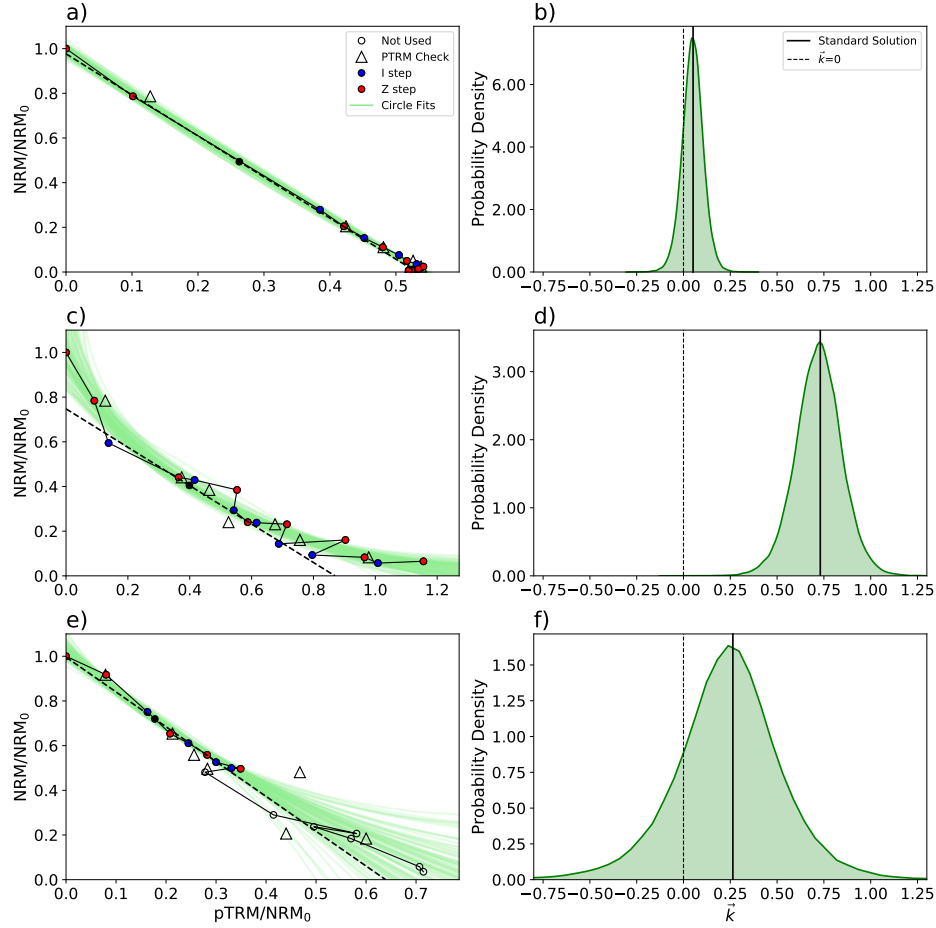 a)
NRM/NRM0
1.0
0.8
0.6
0.4
0.2
0.0
0.0 0.1 0.2 0.3 0.4 0.5
Not Used
PTRM Check
I step
Z step
Circle Fits
b)
Probability Density
6.00
4.00
2.00
0.00
−0.75 −0.50 −0.25 0.00 0.25 0.50 0.75 1.00 1.25
Standard Solution
k⃗=0
c)
NRM/NRM0
1.0
0.8
0.6
0.4
0.2
0.0
0.0 0.2 0.4 0.6 0.8 1.0 1.2
d)
Probability Density
3.00
2.00
1.00
0.00
−0.75 −0.50 −0.25 0.00 0.25 0.50 0.75 1.00 1.25
e)
NRM/NRM0
1.0
0.8
0.6
0.4
0.2
0.0
0.0 0.1 0.2 0.3 0.4 0.5 0.6 0.7
pTRM/NRM0
f)
Probability Density
1.50
1.25
1.00
0.75
0.50
0.25
0.00
−0.75 −0.50 −0.25 0.00 0.25 0.50 0.75 1.00 1.25
k⃗